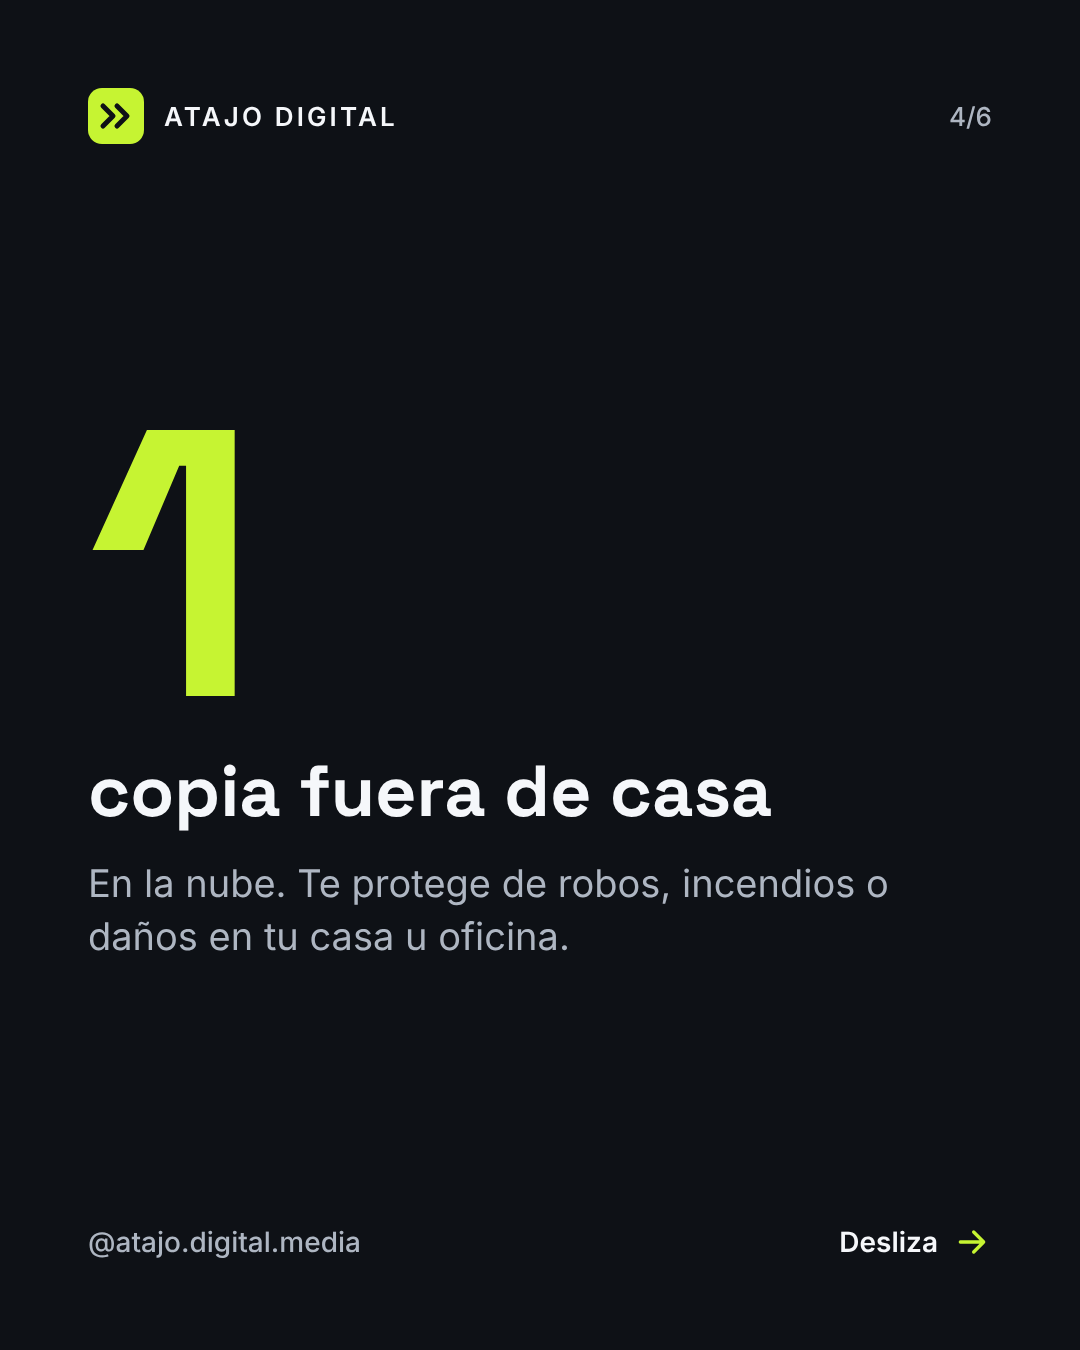 ATAJO DIGITAL
4/6
1
copia fuera de casa
En la nube. Te protege de robos, incendios o
daños en tu casa u oficina.
@atajo.digital.media
Desliza →